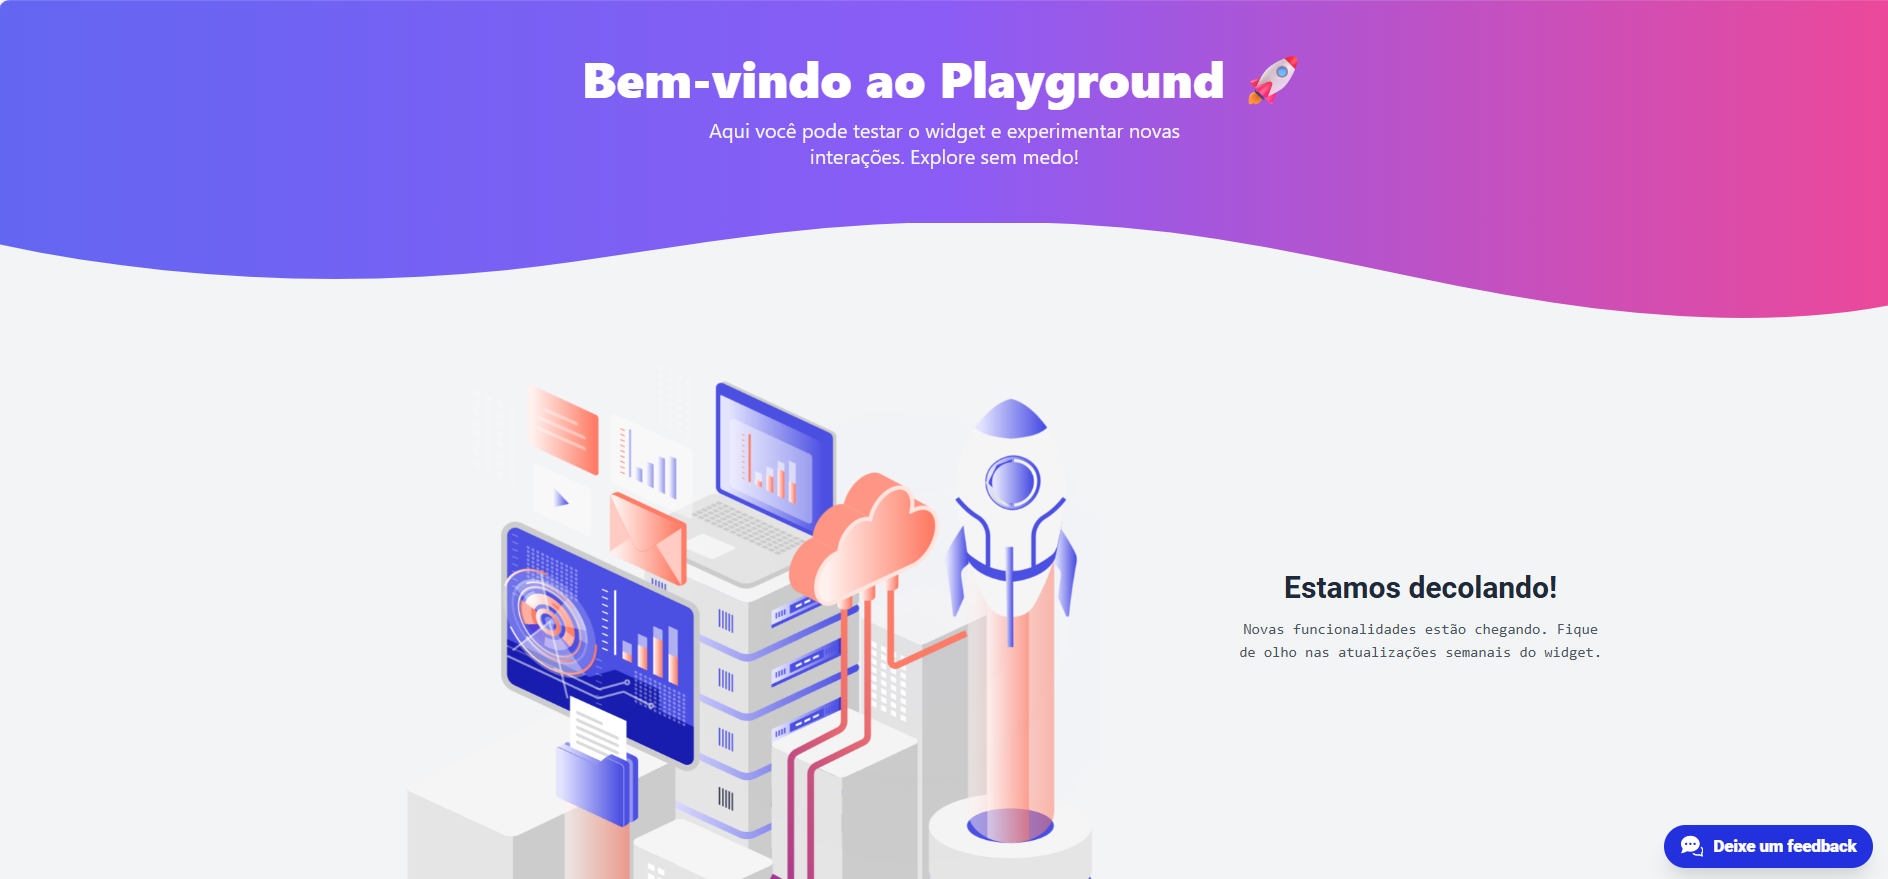 Bem-vindo ao Playground 🚀
Aqui você pode testar o widget e experimentar novas
interações. Explore sem medo!
Estamos decolando!
Novas funcionalidades estão chegando. Fique
de olho nas atualizações semanais do widget.
Deixe um feedback